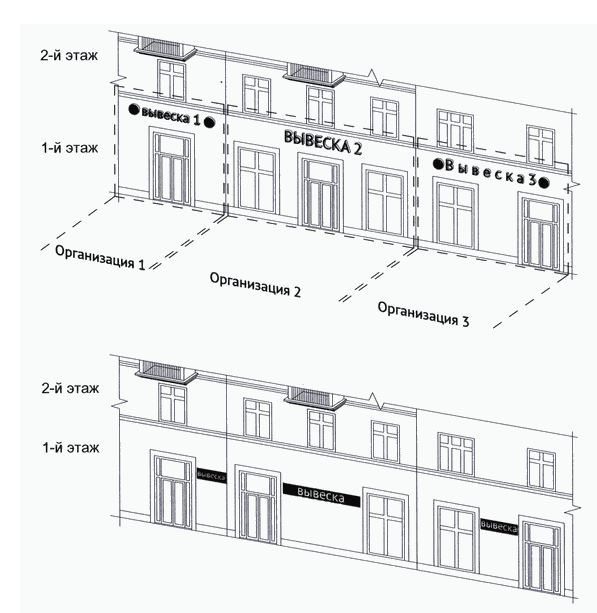 2-й этаж
1-й этаж
вывеска 1
ВЫВЕСКА 2
Вывеска3
Организация 1
Организация 2
Организация 3
2-й этаж
1-й этаж
вывеска
вывеска
вывеска